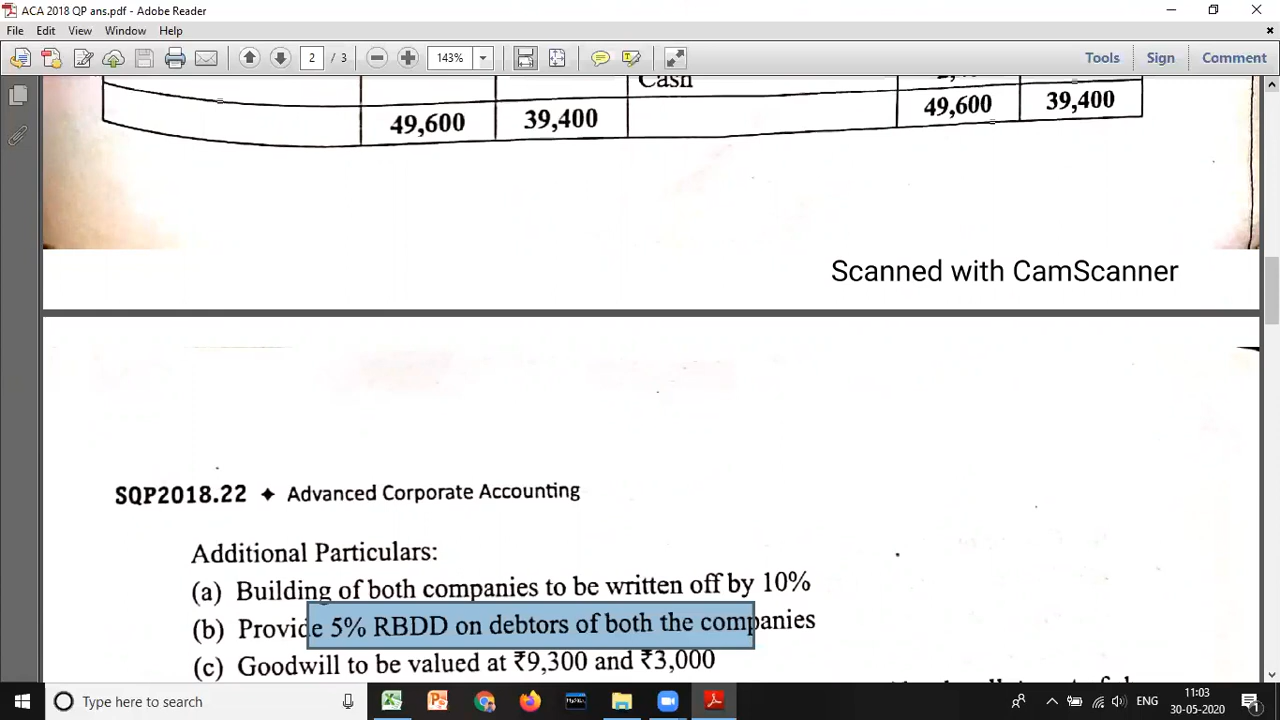 ACA 2018 QP ans.pdf - Adobe Reader
File Edit View Window Help
2 / 3 143% Tools Sign Comment
Cash
49,600 39,400 49,600 39,400
Scanned with CamScanner
SQP2018.22 ✦ Advanced Corporate Accounting
Additional Particulars:
(a) Building of both companies to be written off by 10%
(b) Provide 5% RBDD on debtors of both the companies
(c) Goodwill to be valued at ₹9,300 and ₹3,000
Type here to search
ENG
11:03
30-05-2020